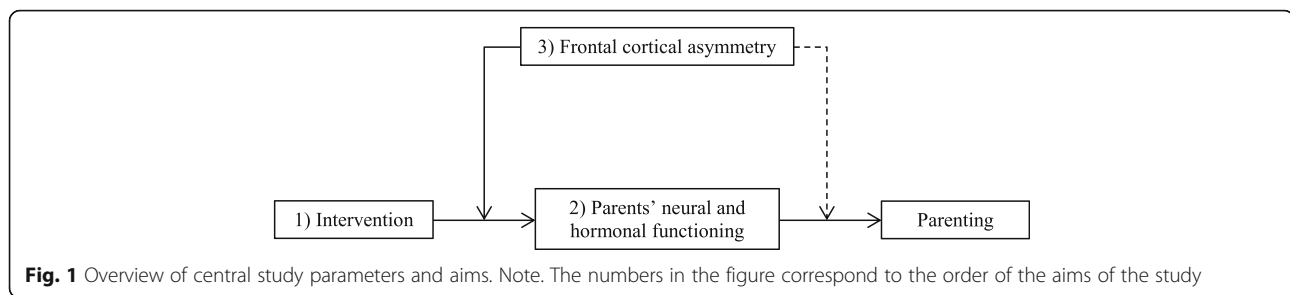 3) Frontal cortical asymmetry
1) Intervention
2) Parents' neural and
hormonal functioning
Parenting
Fig. 1 Overview of central study parameters and aims. Note. The numbers in the figure correspond to the order of the aims of the study